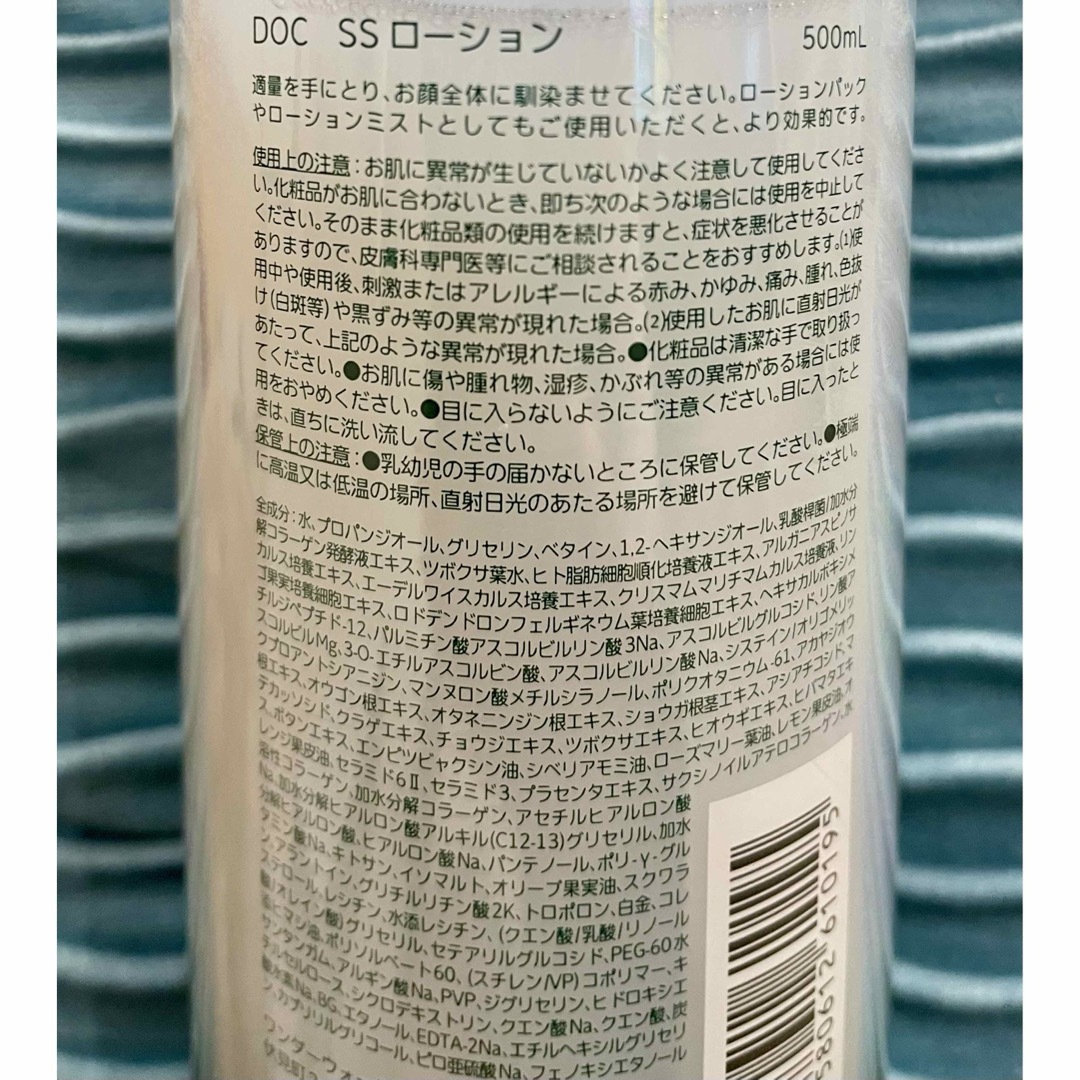 DOC SSローション 500mL
適量を手にとり、お顔全体に馴染ませてください。ローションパック
やローションミストとしてもご使用いただくと、より効果的です。
使用上の注意：お肌に異常が生じていないかよく注意して使用してくださ
い。化粧品がお肌に合わないとき、即ち次のような場合には使用を中止して
ください。そのまま化粧品類の使用を続けますと、症状を悪化させることが
ありますので、皮膚科専門医等にご相談されることをおすすめします。(1)使
用中や使用後、刺激またはアレルギーによる赤み、かゆみ、痛み、腫れ、色抜
け(白斑等)や黒ずみ等の異常が現れた場合。(2)使用したお肌に直射日光が
あたって、上記のような異常が現れた場合。●化粧品は清潔な手で取り扱っ
てください。●お肌に傷や腫れ物、湿疹、かぶれ等の異常がある場合には使
用をおやめください。●目に入らないようにご注意ください。目に入ったと
きは、直ちに洗い流してください。
保管上の注意：●乳幼児の手の届かないところに保管してください。●極端
に高温又は低温の場所、直射日光のあたる場所を避けて保管してください。
全成分：水、プロパンジオール、グリセリン、ベタイン、1,2-ヘキサンジオール、乳酸桿菌/加水分
解コラーゲン発酵液エキス、ツボクサ葉水、ヒト脂肪細胞順化培養液エキス、アルガニアスピノサ
カルス培養エキス、エーデルワイスカルス培養エキス、クリスマムマリチマムカルス培養液、リン
ゴ果実培養細胞エキス、ロドデンドロンフェルギネウム葉培養細胞エキス、ヘキサカルボキシメ
チルジペプチド-12、パルミチン酸アスコルビルリン酸3Na、アスコルビルグルコシド、リン酸ア
スコルビルMg、3-O-エチルアスコルビン酸、アスコルビルリン酸Na、システイン/オリゴメリッ
クプロアントシアニジン、マンヌロン酸メチルシラノール、ポリクオタニウム-61、アカヤジオウ
根エキス、オウゴン根エキス、オタネニンジン根エキス、ショウガ根茎エキス、アシアチコシド、マ
デカッソシド、クラゲエキス、チョウジエキス、ツボクサエキス、ヒオウギエキス、ヒバマタエキ
ス、ボタンエキス、エンピツビャクシン油、シベリアモミ油、ローズマリー葉油、レモン果皮油、オ
レンジ果皮油、セラミド6Ⅱ、セラミド3、プラセンタエキス、サクシノイルアテロコラーゲン、水
溶性コラーゲン、加水分解コラーゲン、アセチルヒアルロン酸
Na、加水分解ヒアルロン酸アルキル(C12-13)グリセリル、加水
分解ヒアルロン酸、ヒアルロン酸Na、パンテノール、ポリ-γ-グル
タミン酸Na、キトサン、イソマルト、オリーブ果実油、スクワラ
ン、アラントイン、グリチルリチン酸2K、トロポロン、白金、コレ
ステロール、レシチン、水添レシチン、(クエン酸/乳酸/リノール
酸/オレイン酸)グリセリル、セテアリルグルコシド、PEG-60水
添ヒマシ油、ポリソルベート60、(スチレン/VP)コポリマー、キ
サンタンガム、アルギン酸Na、PVP、ジグリセリン、ヒドロキシエ
チルセルロース、シクロデキストリン、クエン酸Na、クエン酸、炭
酸水素Na、BG、エタノール、EDTA-2Na、エチルヘキシルグリセリ
ン、カプリリルグリコール、ピロ亜硫酸Na、フェノキシエタノール
ワンダーウォ
伏見町
580612 610195